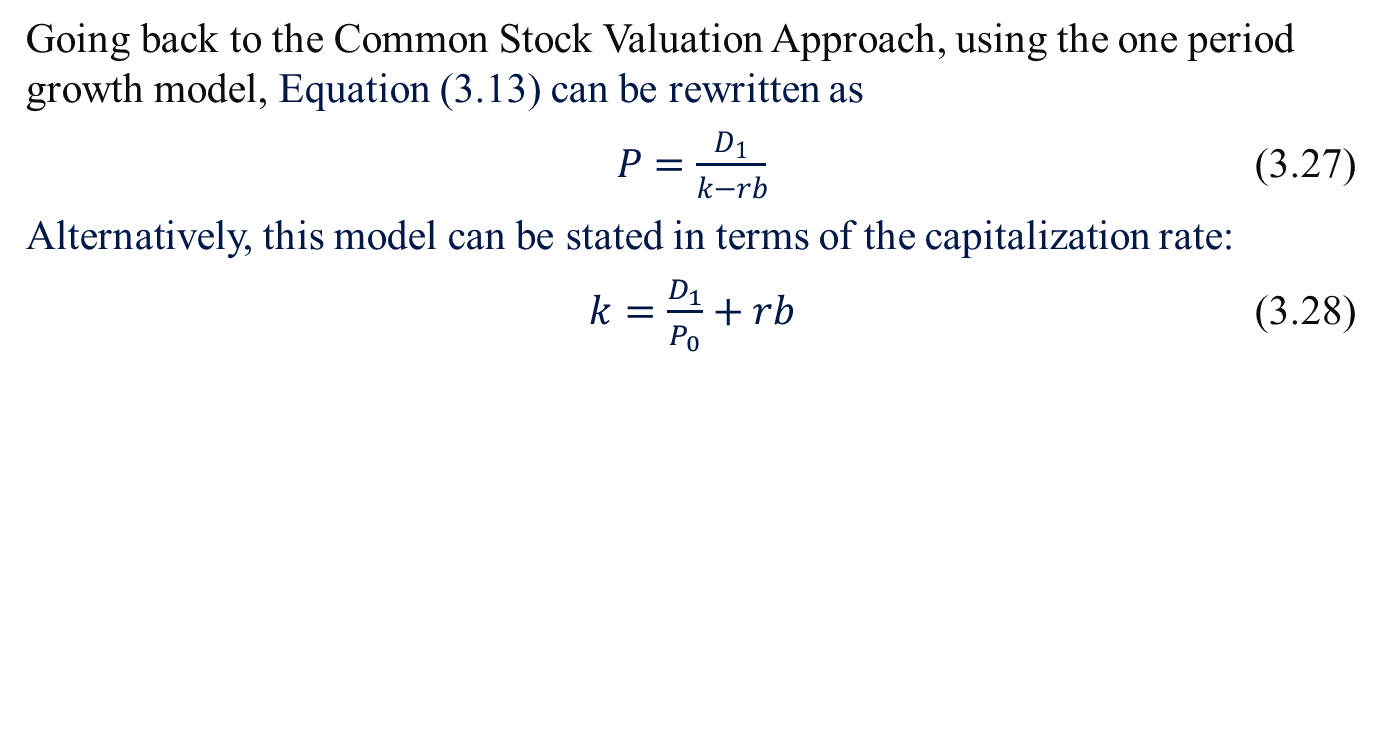 Going back to the Common Stock Valuation Approach, using the one period
growth model, Equation (3.13) can be rewritten as
P = D₁/(k−rb) (3.27)
Alternatively, this model can be stated in terms of the capitalization rate:
k = D₁/P₀ + rb (3.28)